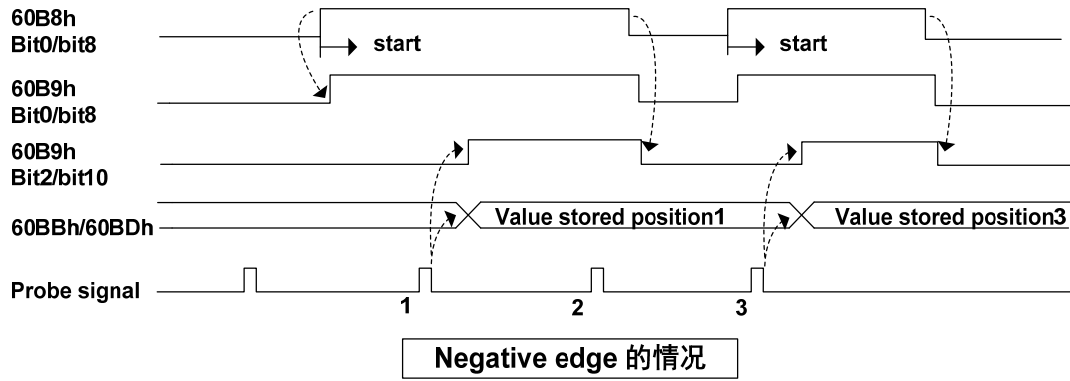 60B8h
Bit0/bit8
start
start
60B9h
Bit0/bit8
60B9h
Bit2/bit10
60BBh/60BDh
Value stored position1
Value stored position3
Probe signal
1
2
3
Negative edge 的情况